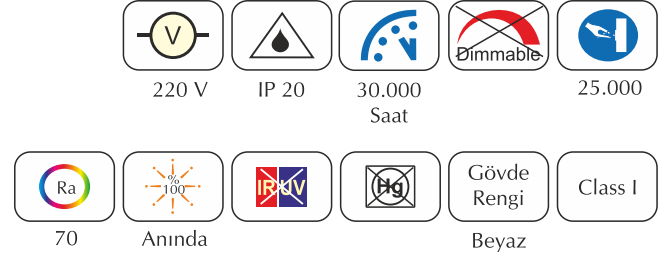 V
Dimmable
220 V
IP 20
30.000
Saat
25.000
Ra
%
100
IR UV
Hg
Gövde
Rengi
Class I
70
Anında
Beyaz